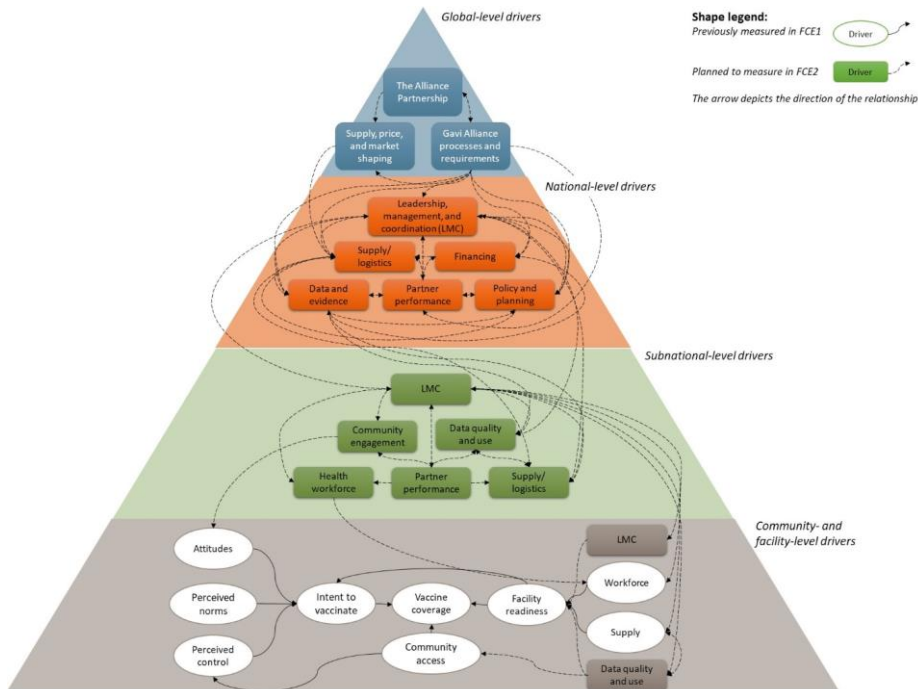 Global-level drivers
Shape legend:
Previously measured in FCE1
Driver
Planned to measure in FCE2
Driver
The arrow depicts the direction of the relationship
The Alliance
Partnership
Supply, price,
and market
shaping
Gavi Alliance
processes and
requirements
National-level drivers
Leadership,
management, and
coordination (LMC)
Supply/
logistics
Financing
Data and
evidence
Partner
performance
Policy and
planning
Subnational-level drivers
LMC
Community
engagement
Data quality
and use
Health
workforce
Partner
performance
Supply/
logistics
Community- and
facility-level drivers
Attitudes
LMC
Workforce
Perceived
norms
Intent to
vaccinate
Vaccine
coverage
Facility
readiness
Supply
Perceived
control
Community
access
Data quality
and use